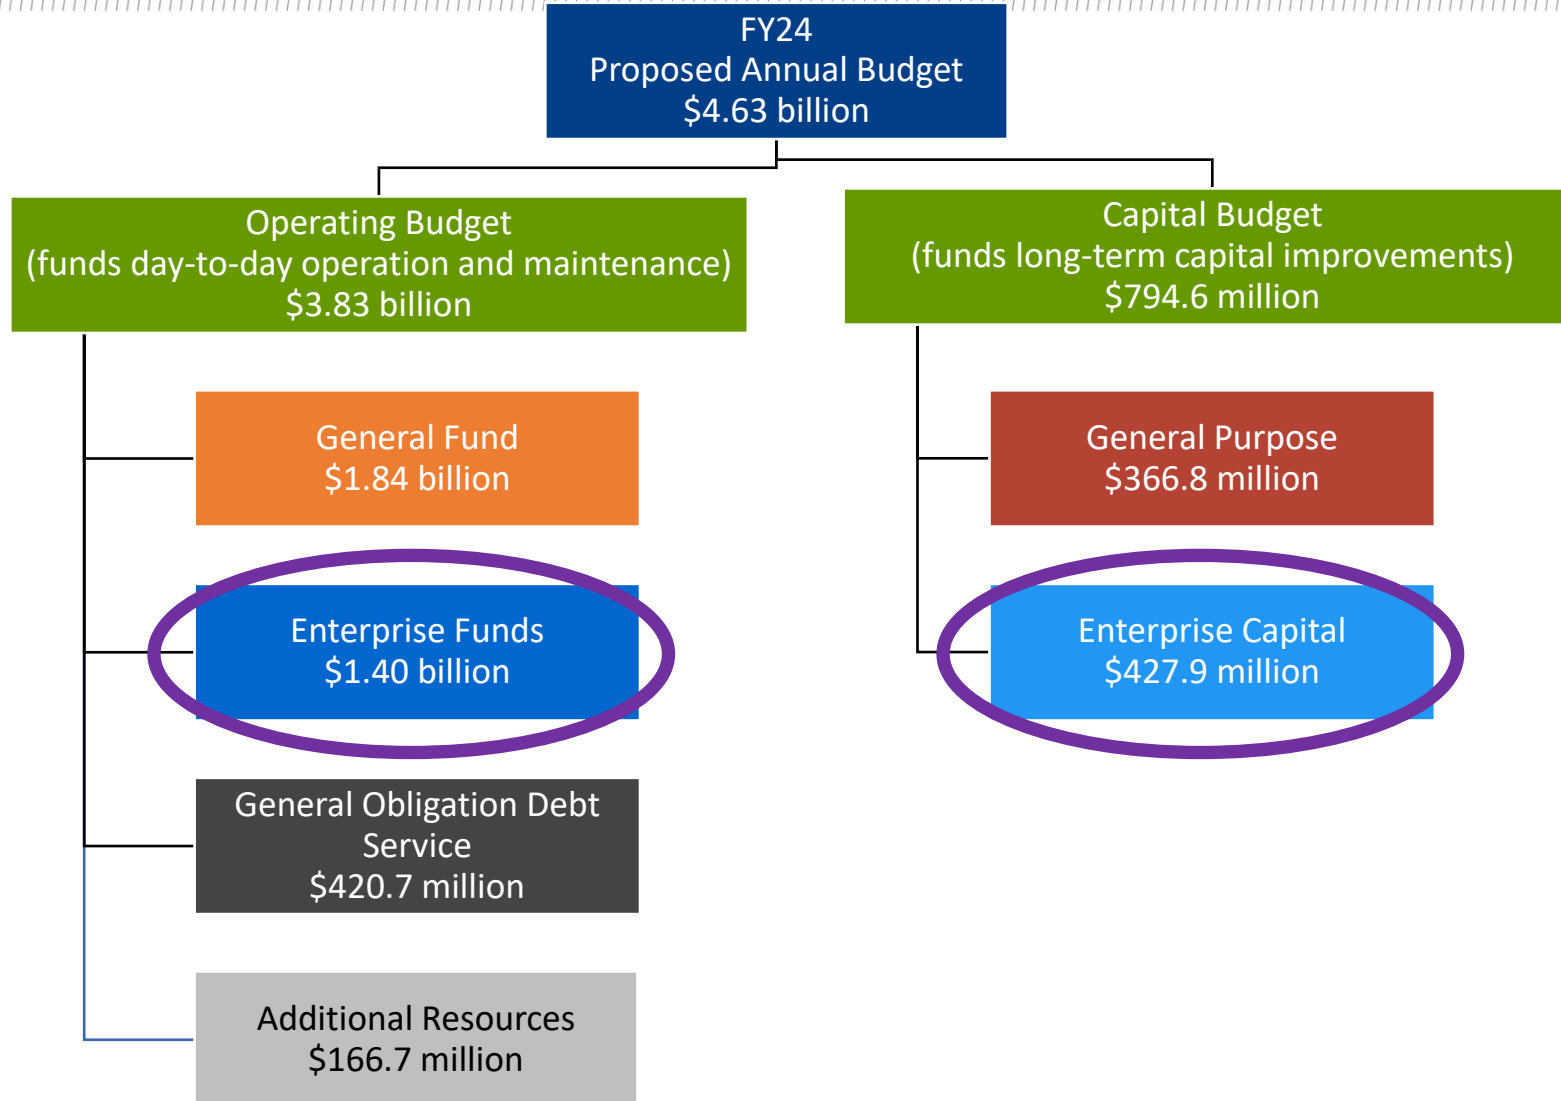 FY24
Proposed Annual Budget
$4.63 billion
Operating Budget
(funds day-to-day operation and maintenance)
$3.83 billion
Capital Budget
(funds long-term capital improvements)
$794.6 million
General Fund
$1.84 billion
General Purpose
$366.8 million
Enterprise Funds
$1.40 billion
Enterprise Capital
$427.9 million
General Obligation Debt
Service
$420.7 million
Additional Resources
$166.7 million